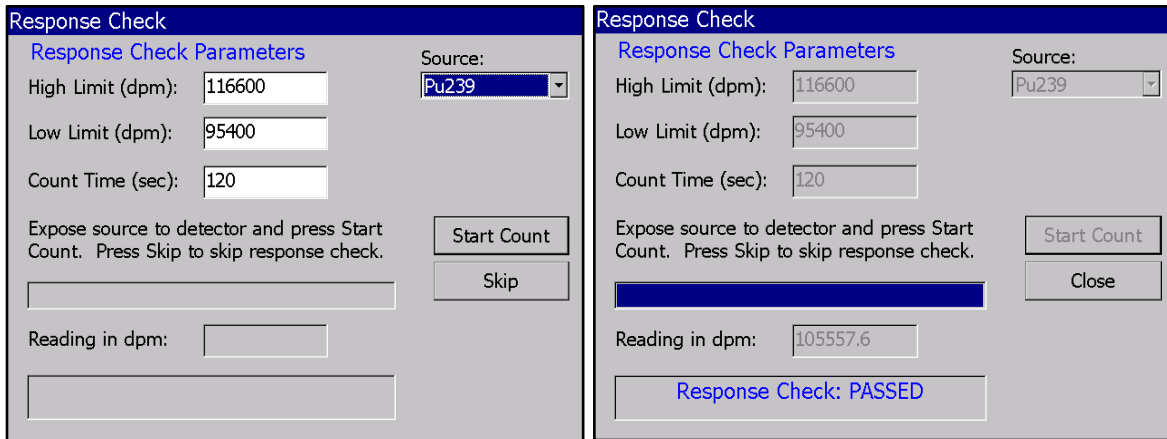 Response Check
Response Check Parameters
Source:
High Limit (dpm): 116600
Pu239
Low Limit (dpm): 95400
Count Time (sec): 120
Expose source to detector and press Start
Count. Press Skip to skip response check.
Start Count
Skip
Reading in dpm:
Response Check
Response Check Parameters
Source:
High Limit (dpm): 116600
Pu239
Low Limit (dpm): 95400
Count Time (sec): 120
Expose source to detector and press Start
Count. Press Skip to skip response check.
Start Count
Close
Reading in dpm: 105557.6
Response Check: PASSED